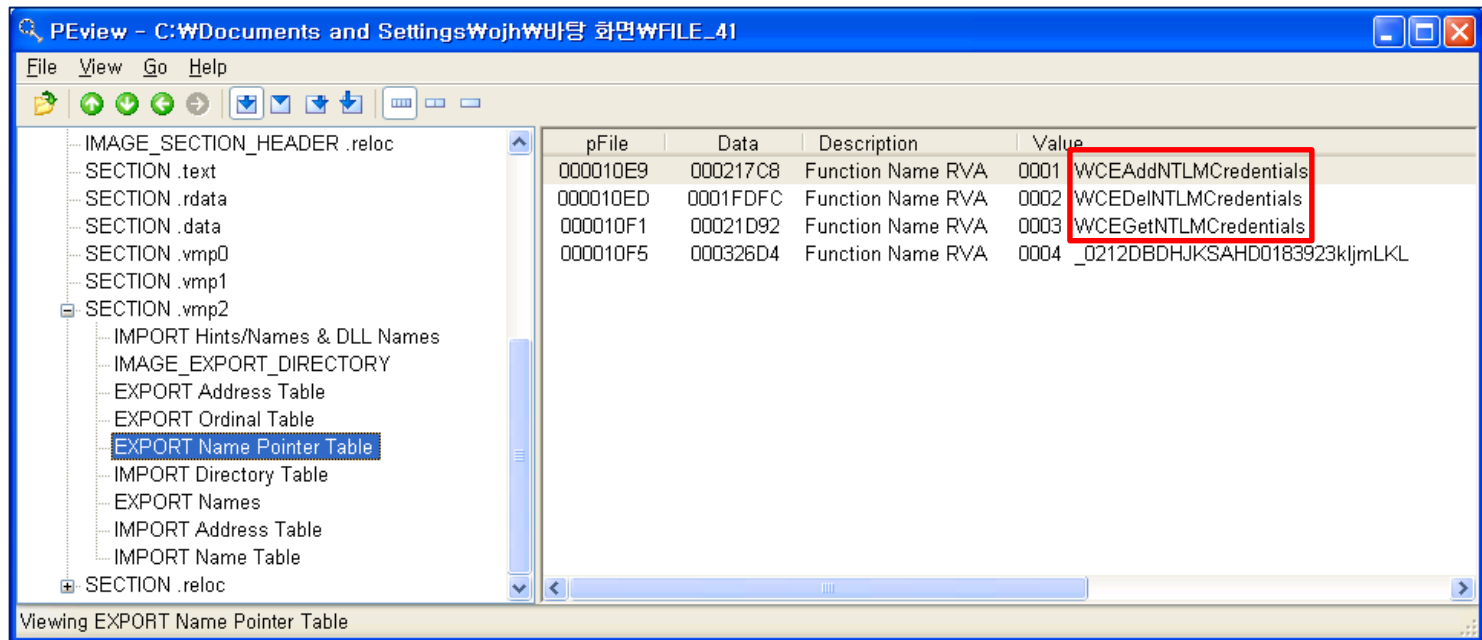 PEview - C:₩Documents and Settings₩ojh₩바탕 화면₩FILE_41
File View Go Help
IMAGE_SECTION_HEADER .reloc
SECTION .text
SECTION .rdata
SECTION .data
SECTION .vmp0
SECTION .vmp1
SECTION .vmp2
IMPORT Hints/Names & DLL Names
IMAGE_EXPORT_DIRECTORY
EXPORT Address Table
EXPORT Ordinal Table
EXPORT Name Pointer Table
IMPORT Directory Table
EXPORT Names
IMPORT Address Table
IMPORT Name Table
SECTION .reloc
pFile Data Description Value
000010E9 000217C8 Function Name RVA 0001 WCEAddNTLMCredentials
000010ED 0001FDFC Function Name RVA 0002 WCEDelNTLMCredentials
000010F1 00021D92 Function Name RVA 0003 WCEGetNTLMCredentials
000010F5 000326D4 Function Name RVA 0004 _0212DBDHJKSAHD0183923kljmLKL
Viewing EXPORT Name Pointer Table